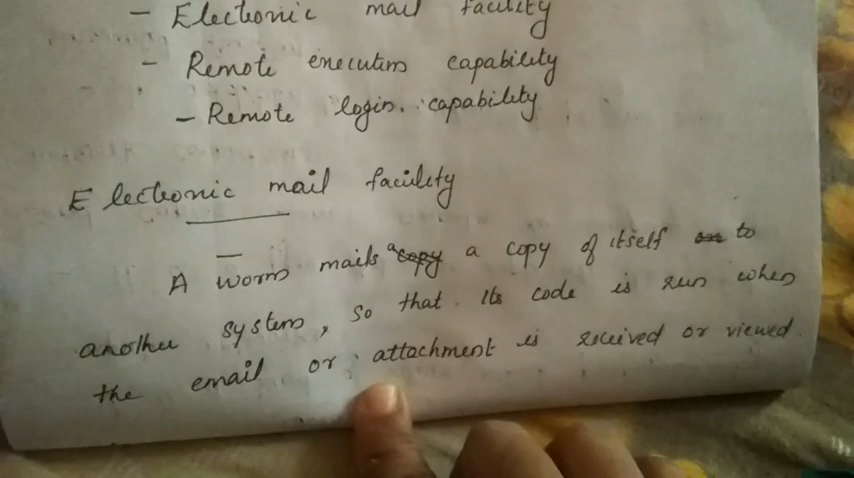 - Electronic mail facility
- Remote execution capability
- Remote login capability
Electronic mail facility
A worm mails a copy of itself to
another system, so that its code is run when
the email or attachment is received or viewed